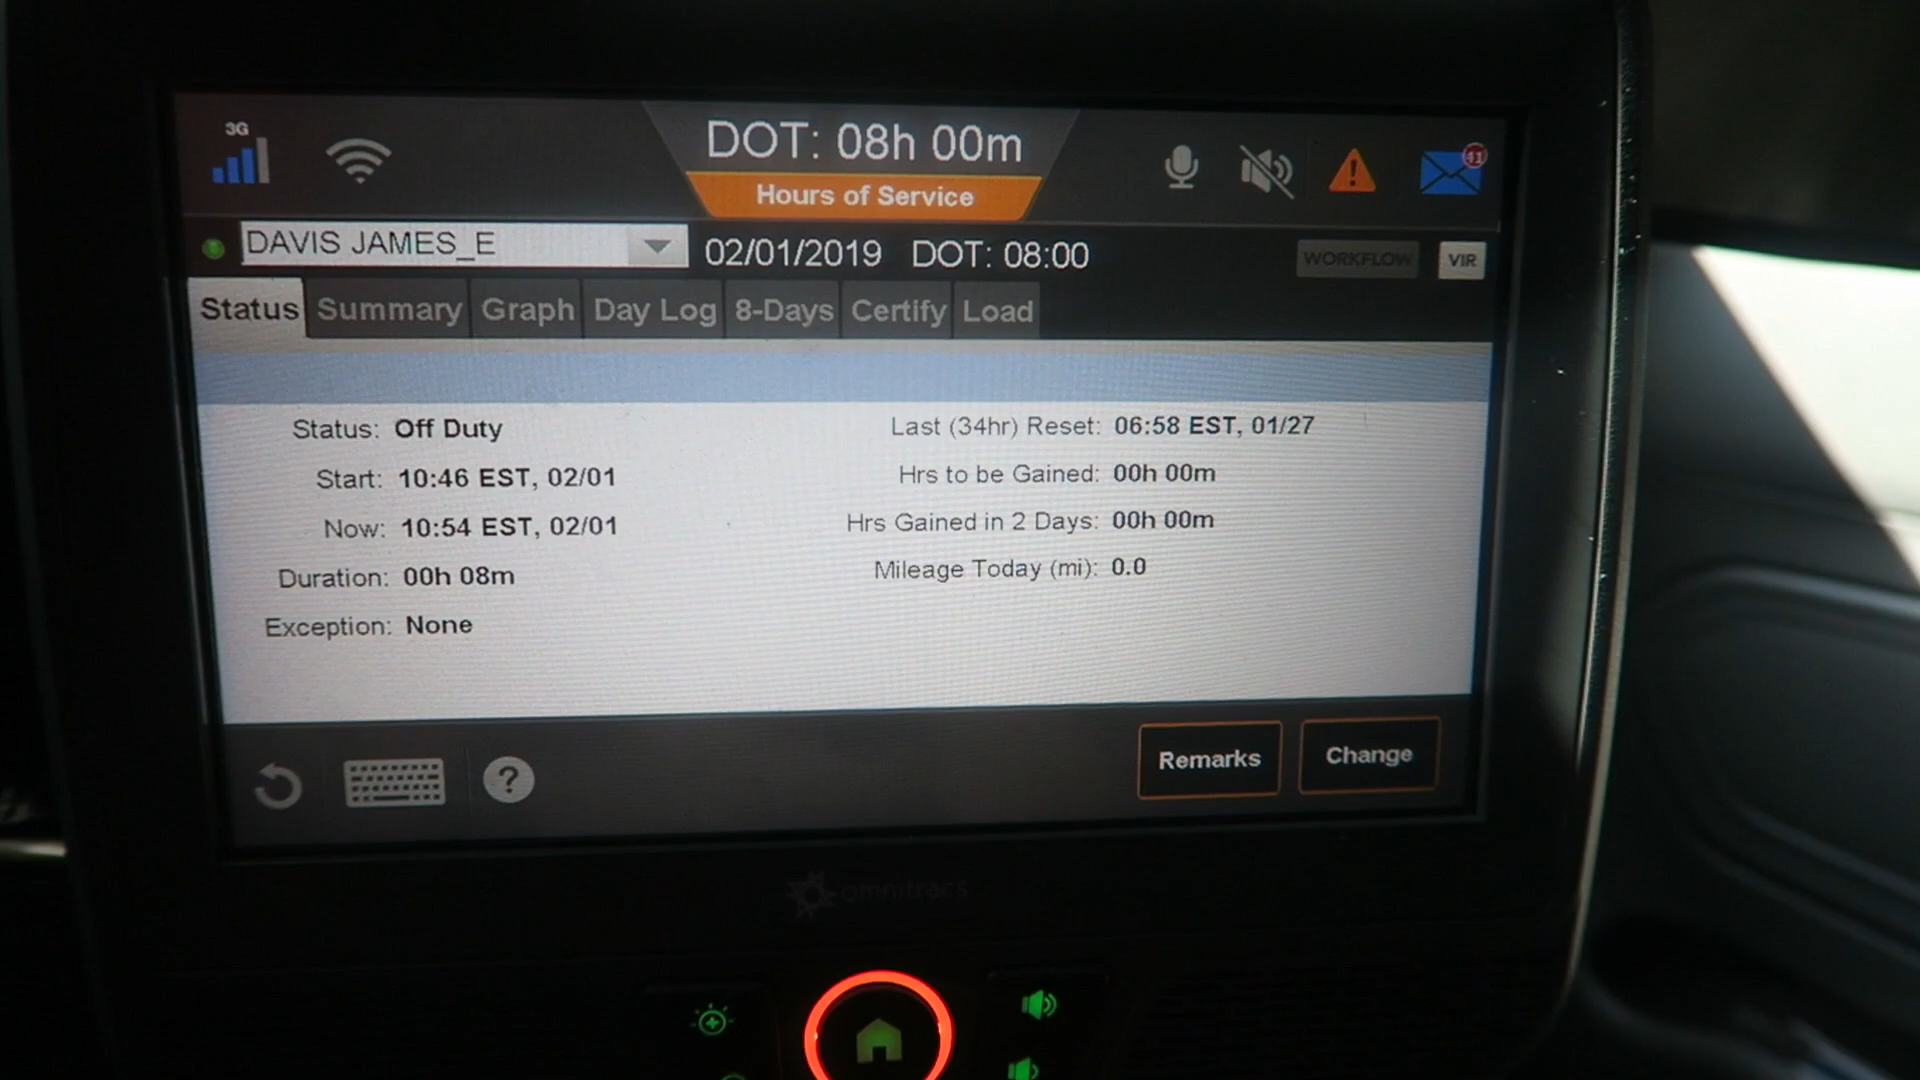 3G
DOT: 08h 00m
Hours of Service
41
DAVIS JAMES_E
02/01/2019 DOT: 08:00
WORKFLOW
VIR
Status Summary Graph Day Log 8-Days Certify Load
Status: Off Duty
Start: 10:46 EST, 02/01
Now: 10:54 EST, 02/01
Duration: 00h 08m
Exception: None
Last (34hr) Reset: 06:58 EST, 01/27
Hrs to be Gained: 00h 00m
Hrs Gained in 2 Days: 00h 00m
Mileage Today (mi): 0.0
?
Remarks
Change
omnitracs